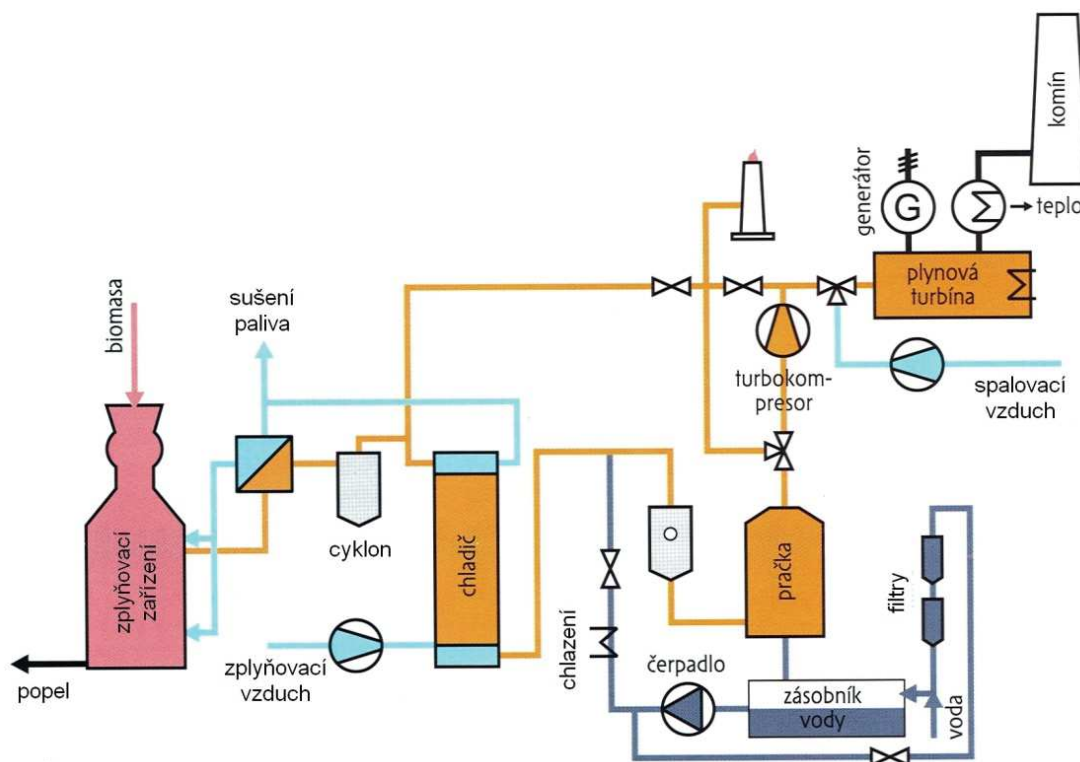 komín
generátor
G
teplo
plynová
turbína
biomasa
sušení
paliva
turbokom-
presor
spalovací
vzduch
zplyňovací
zařízení
cyklon
chladič
pračka
filtry
zplyňovací
vzduch
chlazení
čerpadlo
zásobník
vody
voda
popel